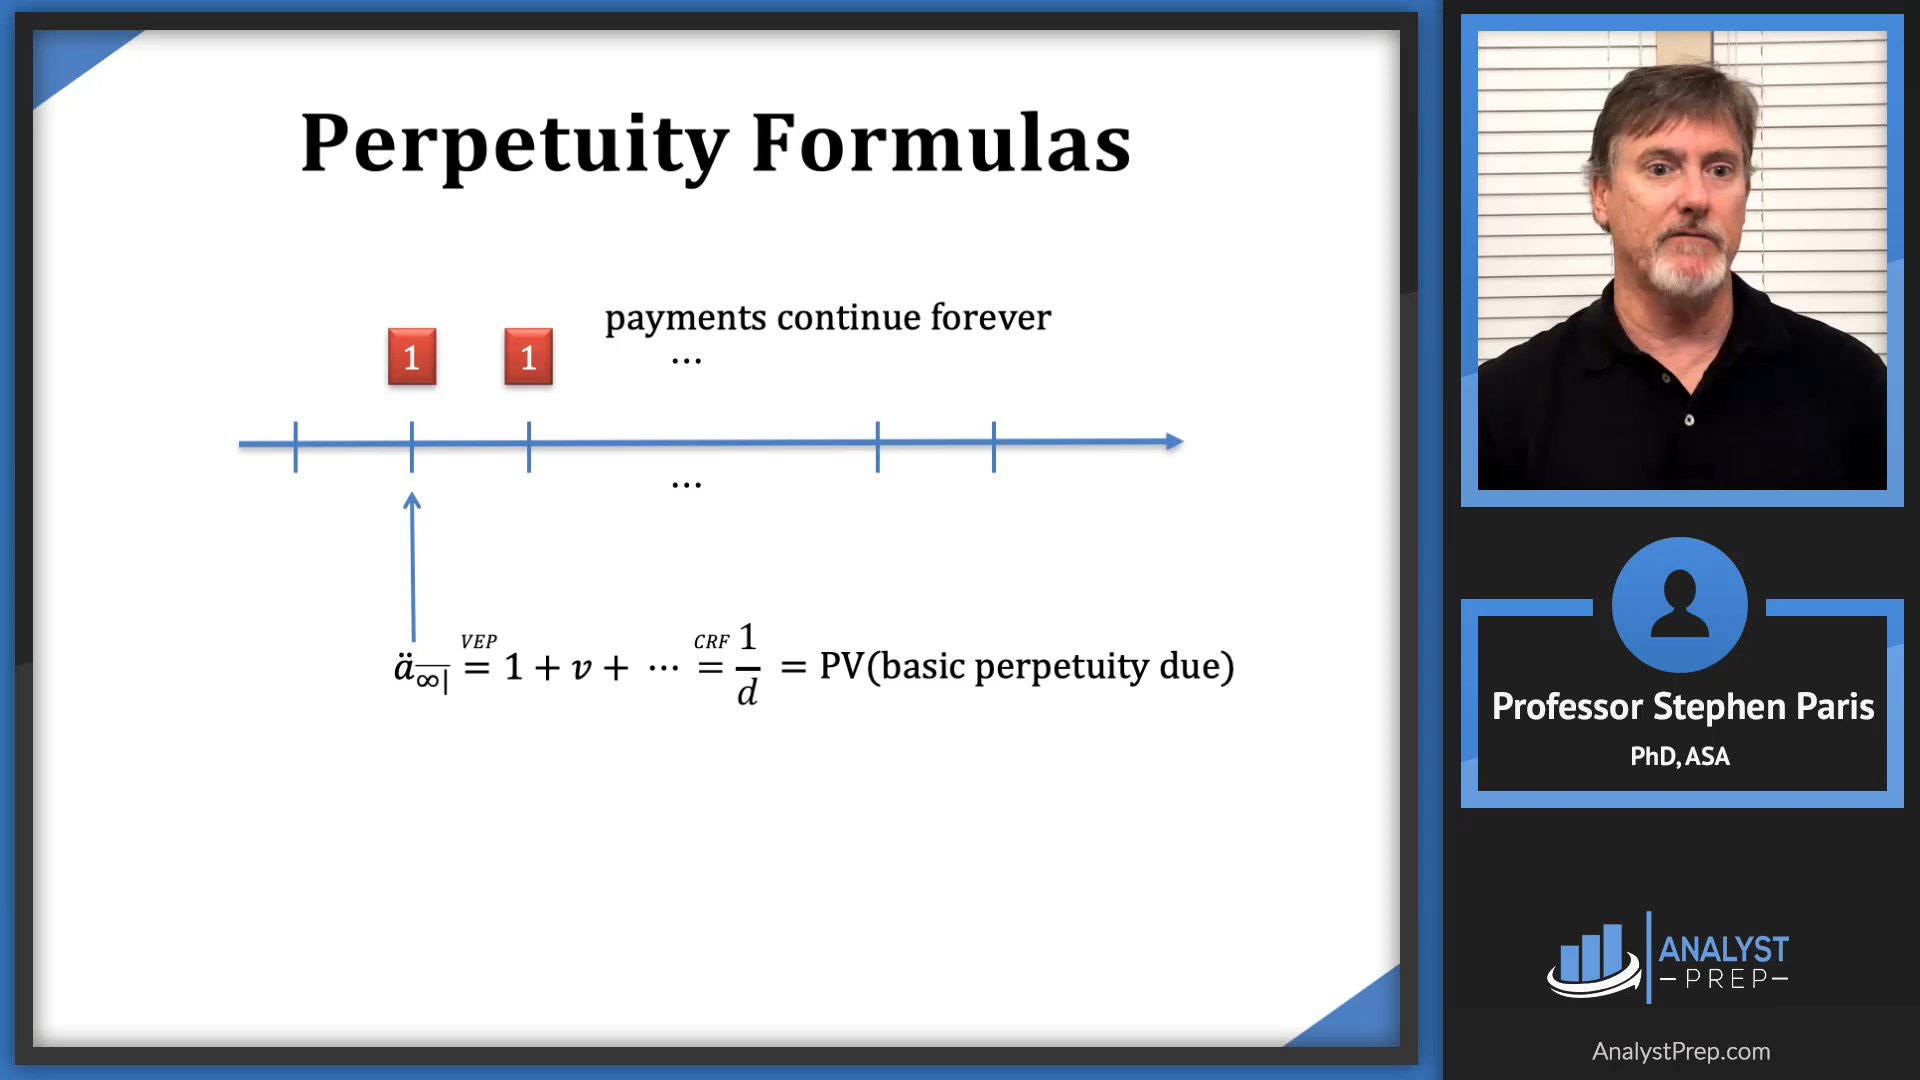 Perpetuity Formulas
payments continue forever
1 1 ...
...
ä∞| =^VEP 1 + v + ⋯ =^CRF 1/d = PV(basic perpetuity due)
Professor Stephen Paris
PhD, ASA
ANALYST
PREP
AnalystPrep.com